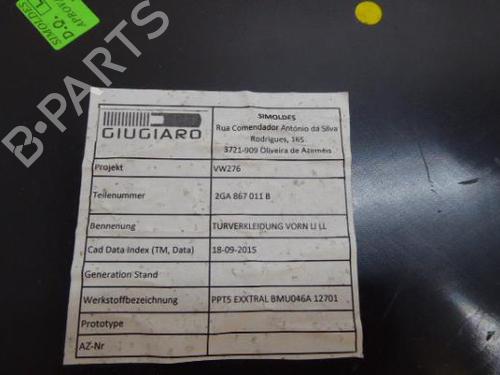 D.Q.
SIMOLDES
APROV
B-PARTS
GIUGIARO
SIMOLDES
Rua Comendador António da Silva
Rodrigues, 165
3721-909 Oliveira de Azeméis
Projekt VW276
Teilenummer 2GA 867 011 B
Bennenung TÜRVERKLEIDUNG VORN LI LL
Cad Data Index (TM, Data) 18-09-2015
Generation Stand
Werkstoffbezeichnung PPT5 EXXTRAL BMU046A 12701
Prototype
AZ-Nr